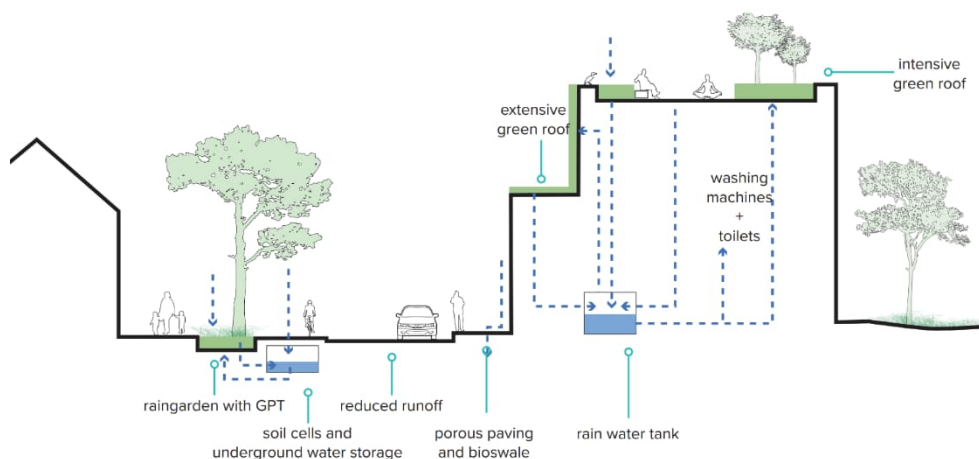 intensive
green roof
extensive
green roof
washing
machines
+
toilets
raingarden with GPT
soil cells and
underground water storage
reduced runoff
porous paving
and bioswale
rain water tank